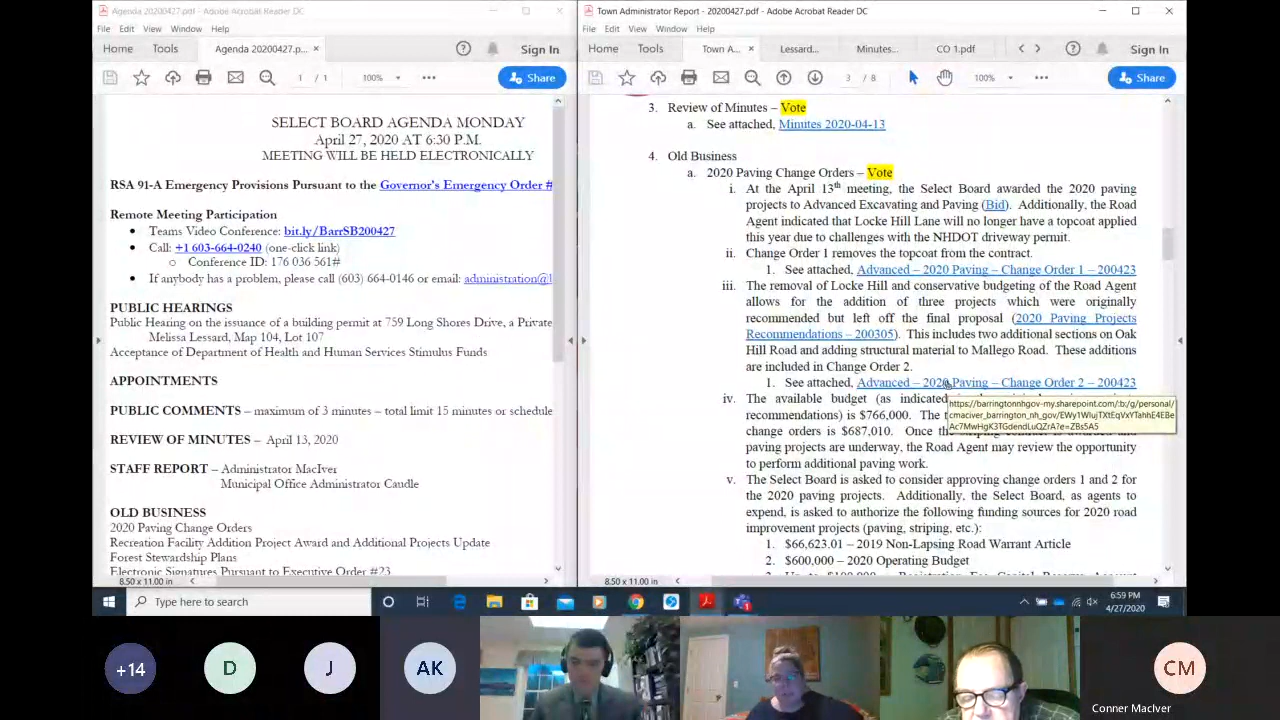 Agenda 20200427.pdf - Adobe Acrobat Reader DC
File Edit View Window Help
Home Tools Agenda 20200427.p... × Sign In
1 / 1 100% Share
SELECT BOARD AGENDA MONDAY
April 27, 2020 AT 6:30 P.M.
MEETING WILL BE HELD ELECTRONICALLY
RSA 91-A Emergency Provisions Pursuant to the Governor's Emergency Order #
Remote Meeting Participation
• Teams Video Conference: bit.ly/BarrSB200427
• Call: +1 603-664-0240 (one-click link)
○ Conference ID: 176 036 561#
• If anybody has a problem, please call (603) 664-0146 or email: administration@
PUBLIC HEARINGS
Public Hearing on the issuance of a building permit at 759 Long Shores Drive, a Private
Melissa Lessard, Map 104, Lot 107
Acceptance of Department of Health and Human Services Stimulus Funds
APPOINTMENTS
PUBLIC COMMENTS – maximum of 3 minutes – total limit 15 minutes or schedule
REVIEW OF MINUTES – April 13, 2020
STAFF REPORT – Administrator MacIver
Municipal Office Administrator Caudle
OLD BUSINESS
2020 Paving Change Orders
Recreation Facility Addition Project Award and Additional Projects Update
Forest Stewardship Plans
Electronic Signatures Pursuant to Executive Order #23
8.50 x 11.00 in
Town Administrator Report - 20200427.pdf - Adobe Acrobat Reader DC
File Edit View Window Help
Home Tools Town A... × Lessard... Minutes... CO 1.pdf Sign In
3 / 8 100% Share
3. Review of Minutes – Vote
a. See attached, Minutes 2020-04-13
4. Old Business
a. 2020 Paving Change Orders – Vote
i. At the April 13th meeting, the Select Board awarded the 2020 paving
projects to Advanced Excavating and Paving (Bid). Additionally, the Road
Agent indicated that Locke Hill Lane will no longer have a topcoat applied
this year due to challenges with the NHDOT driveway permit.
ii. Change Order 1 removes the topcoat from the contract.
1. See attached, Advanced – 2020 Paving – Change Order 1 – 200423
iii. The removal of Locke Hill and conservative budgeting of the Road Agent
allows for the addition of three projects which were originally
recommended but left off the final proposal (2020 Paving Projects
Recommendations – 200305). This includes two additional sections on Oak
Hill Road and adding structural material to Mallego Road. These additions
are included in Change Order 2.
1. See attached, Advanced – 2020 Paving – Change Order 2 – 200423
iv. The available budget (as indicated
recommendations) is $766,000. The
change orders is $687,010. Once
paving projects are underway, the Road Agent may review the opportunity
to perform additional paving work.
https://barringtonnhgov-my.sharepoint.com/:b:/g/personal/
cmaciver_barrington_nh_gov/EWy1WIujTXtEqVxYTahhE4EBe
Ac7MwHgK3TGdendLuQZrA?e=ZBs5A5
v. The Select Board is asked to consider approving change orders 1 and 2 for
the 2020 paving projects. Additionally, the Select Board, as agents to
expend, is asked to authorize the following funding sources for 2020 road
improvement projects (paving, striping, etc.):
1. $66,623.01 – 2019 Non-Lapsing Road Warrant Article
2. $600,000 – 2020 Operating Budget
8.50 x 11.00 in
Type here to search
6:59 PM
4/27/2020
+14 D J AK CM
Conner MacIver